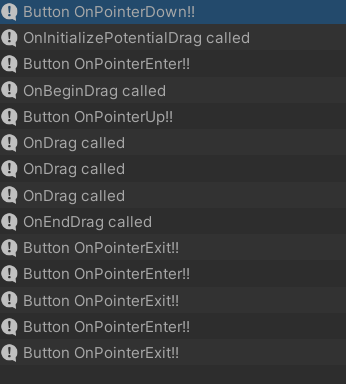 Button OnPointerDown!!
OnInitializePotentialDrag called
Button OnPointerEnter!!
OnBeginDrag called
Button OnPointerUp!!
OnDrag called
OnDrag called
OnDrag called
OnEndDrag called
Button OnPointerExit!!
Button OnPointerEnter!!
Button OnPointerExit!!
Button OnPointerEnter!!
Button OnPointerExit!!